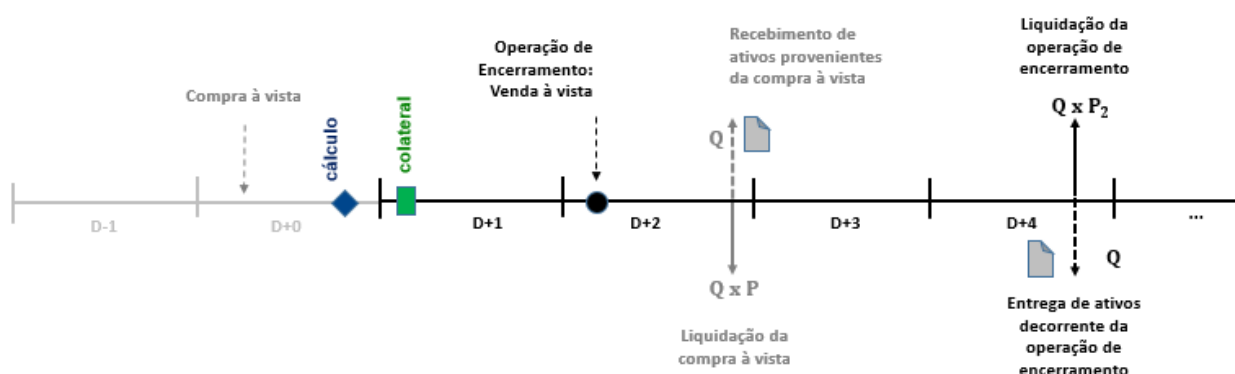 Compra à vista
cálculo
colateral
Operação de
Encerramento:
Venda à vista
Recebimento de
ativos provenientes
da compra à vista
Q
Liquidação da
operação de
encerramento
Q x P₂
D-1
D+0
D+1
D+2
D+3
D+4
...
Q x P
Liquidação da
compra à vista
Q
Entrega de ativos
decorrente da
operação de
encerramento